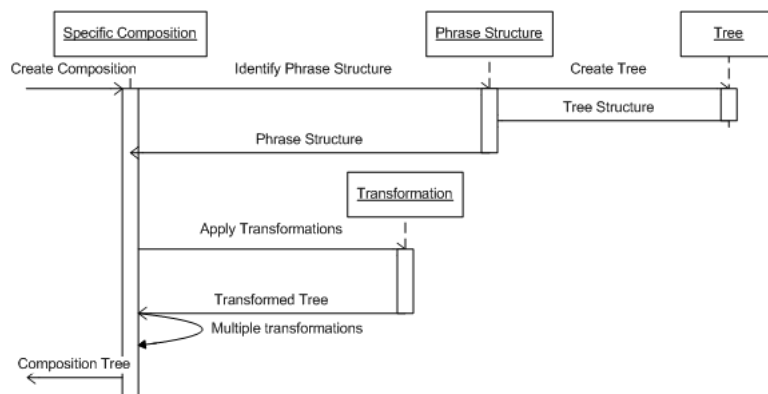 Specific Composition
Phrase Structure
Tree
Create Composition
Identify Phrase Structure
Create Tree
Tree Structure
Phrase Structure
Transformation
Apply Transformations
Transformed Tree
Multiple transformations
Composition Tree